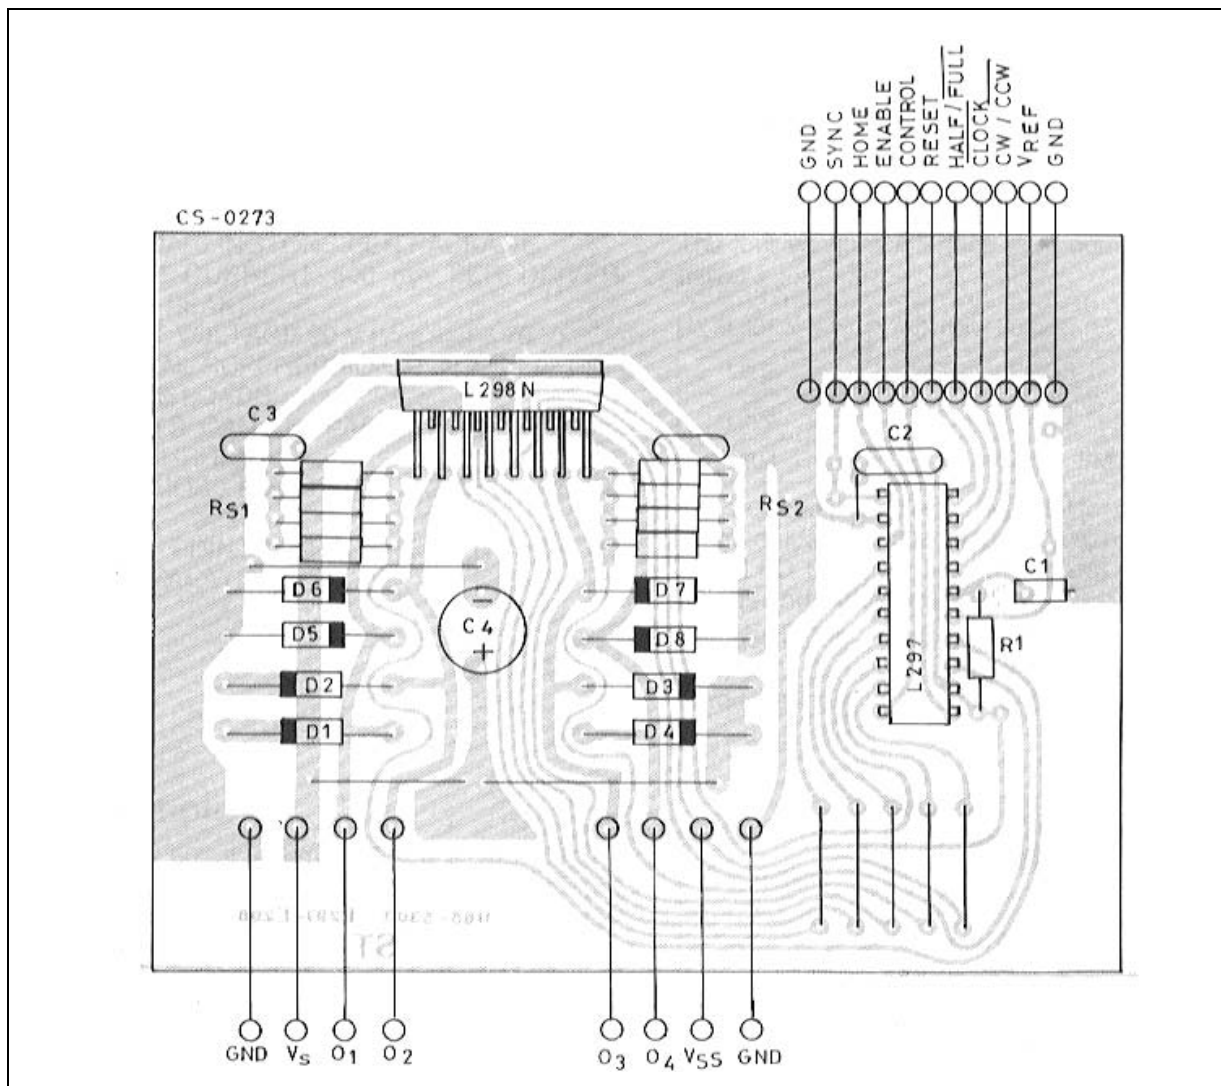 GND
SYNC
HOME
ENABLE
CONTROL
RESET
HALF/FULL
CLOCK
CW / CCW
VREF
GND
CS-0273
L298N
C3
C2
RS1
RS2
C1
D6
D7
D5
C4
D8
R1
L297
D2
D3
D1
D4
ST
GND
VS
O1
O2
O3
O4
VSS
GND